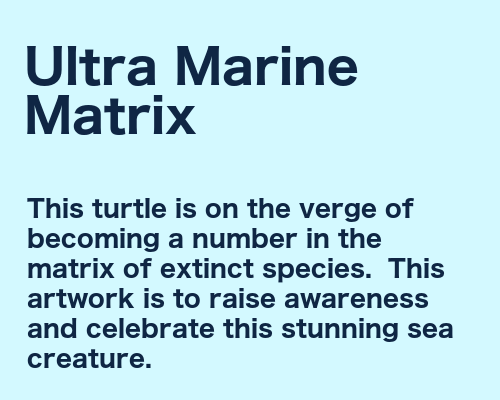 Ultra Marine
Matrix
This turtle is on the verge of
becoming a number in the
matrix of extinct species.  This
artwork is to raise awareness
and celebrate this stunning sea
creature.